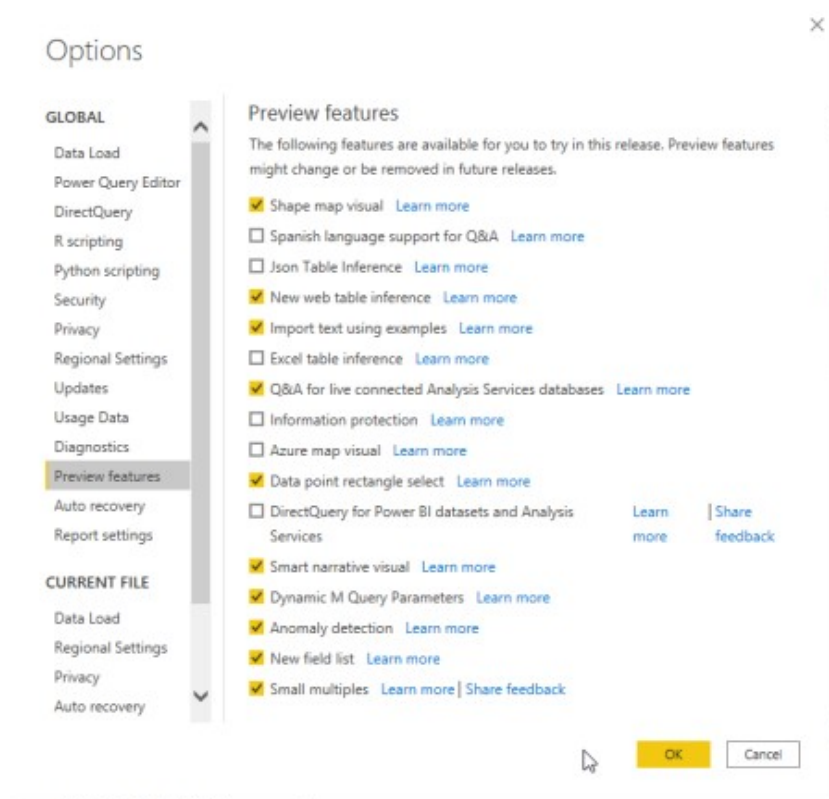 Options
GLOBAL
Data Load
Power Query Editor
DirectQuery
R scripting
Python scripting
Security
Privacy
Regional Settings
Updates
Usage Data
Diagnostics
Preview features
Auto recovery
Report settings
CURRENT FILE
Data Load
Regional Settings
Privacy
Auto recovery
Preview features
The following features are available for you to try in this release. Preview features
might change or be removed in future releases.
Shape map visual Learn more
Spanish language support for Q&A Learn more
Json Table Inference Learn more
New web table inference Learn more
Import text using examples Learn more
Excel table inference Learn more
Q&A for live connected Analysis Services databases Learn more
Information protection Learn more
Azure map visual Learn more
Data point rectangle select Learn more
DirectQuery for Power BI datasets and Analysis Learn | Share
Services more feedback
Smart narrative visual Learn more
Dynamic M Query Parameters Learn more
Anomaly detection Learn more
New field list Learn more
Small multiples Learn more | Share feedback
OK Cancel